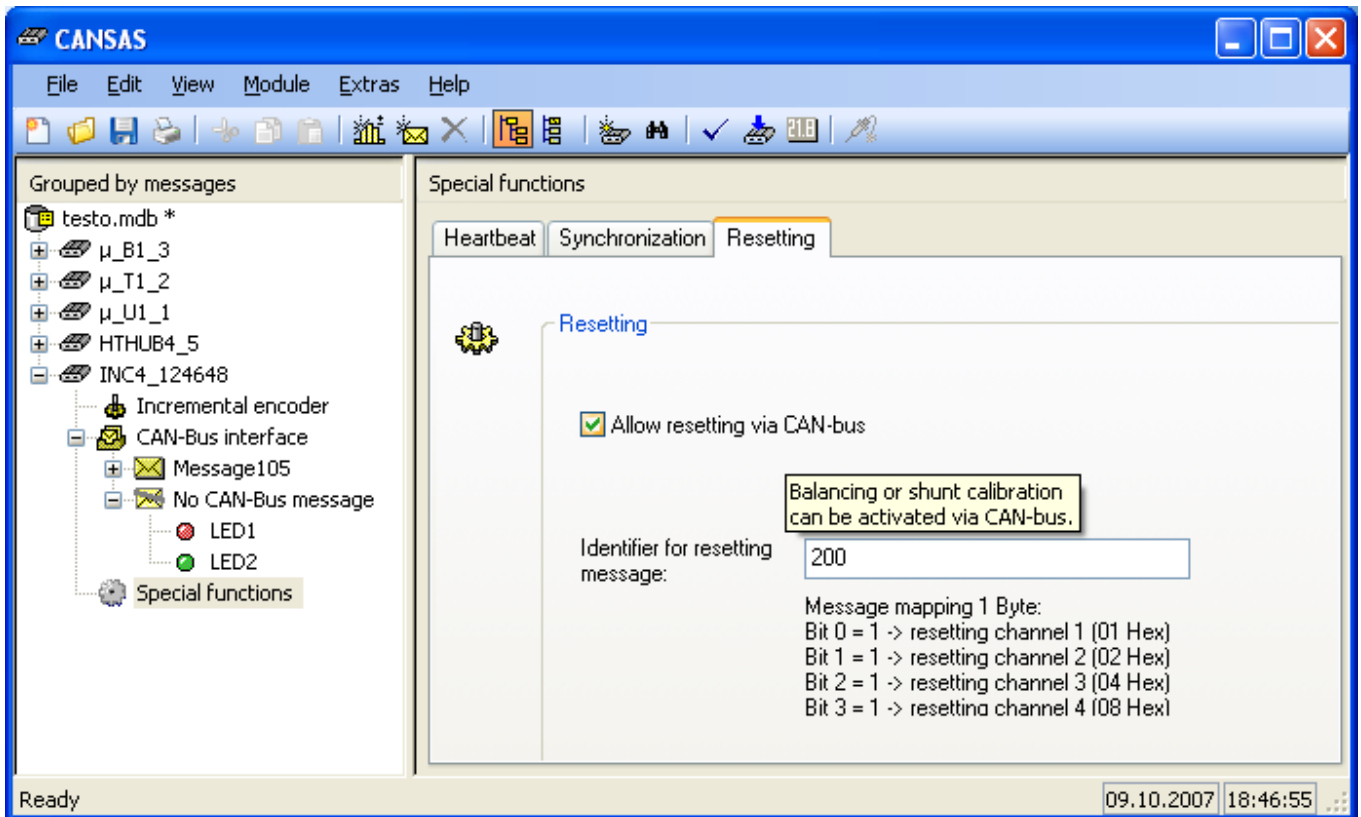 CANSAS
File Edit View Module Extras Help
Grouped by messages
testo.mdb *
µ_B1_3
µ_T1_2
µ_U1_1
HTHUB4_5
INC4_124648
Incremental encoder
CAN-Bus interface
Message105
No CAN-Bus message
LED1
LED2
Special functions
Special functions
Heartbeat Synchronization Resetting
Resetting
Allow resetting via CAN-bus
Balancing or shunt calibration
can be activated via CAN-bus.
Identifier for resetting
message:
200
Message mapping 1 Byte:
Bit 0 = 1 -> resetting channel 1 (01 Hex)
Bit 1 = 1 -> resetting channel 2 (02 Hex)
Bit 2 = 1 -> resetting channel 3 (04 Hex)
Bit 3 = 1 -> resetting channel 4 (08 Hex)
Ready
09.10.2007 18:46:55